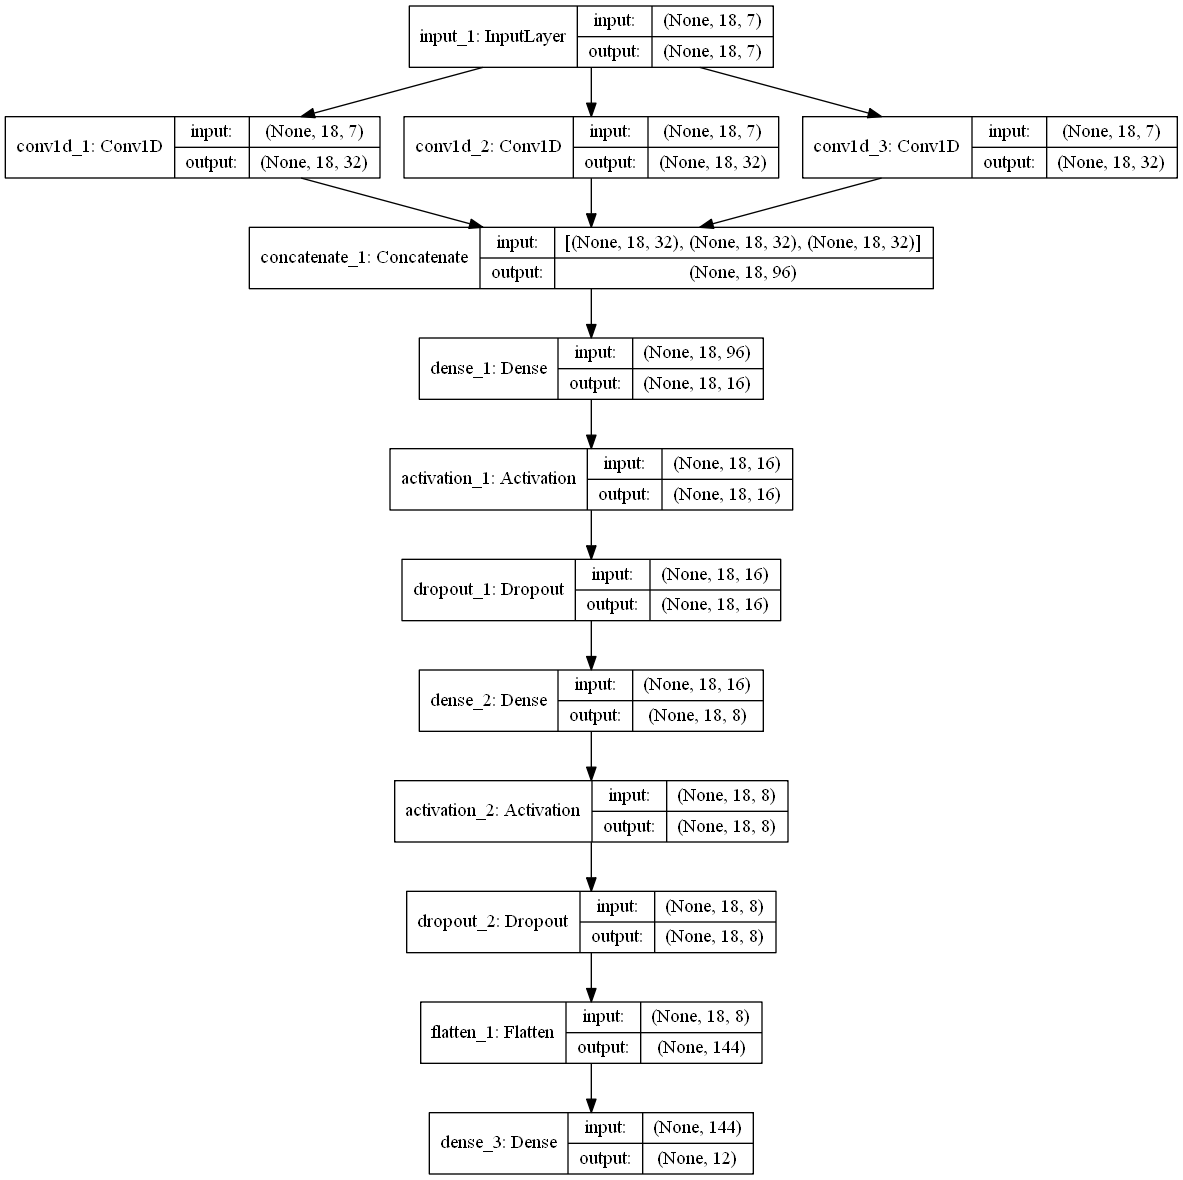 input_1: InputLayer
input: (None, 18, 7)
output: (None, 18, 7)
conv1d_1: Conv1D
input: (None, 18, 7)
output: (None, 18, 32)
conv1d_2: Conv1D
input: (None, 18, 7)
output: (None, 18, 32)
conv1d_3: Conv1D
input: (None, 18, 7)
output: (None, 18, 32)
concatenate_1: Concatenate
input: [(None, 18, 32), (None, 18, 32), (None, 18, 32)]
output: (None, 18, 96)
dense_1: Dense
input: (None, 18, 96)
output: (None, 18, 16)
activation_1: Activation
input: (None, 18, 16)
output: (None, 18, 16)
dropout_1: Dropout
input: (None, 18, 16)
output: (None, 18, 16)
dense_2: Dense
input: (None, 18, 16)
output: (None, 18, 8)
activation_2: Activation
input: (None, 18, 8)
output: (None, 18, 8)
dropout_2: Dropout
input: (None, 18, 8)
output: (None, 18, 8)
flatten_1: Flatten
input: (None, 18, 8)
output: (None, 144)
dense_3: Dense
input: (None, 144)
output: (None, 12)